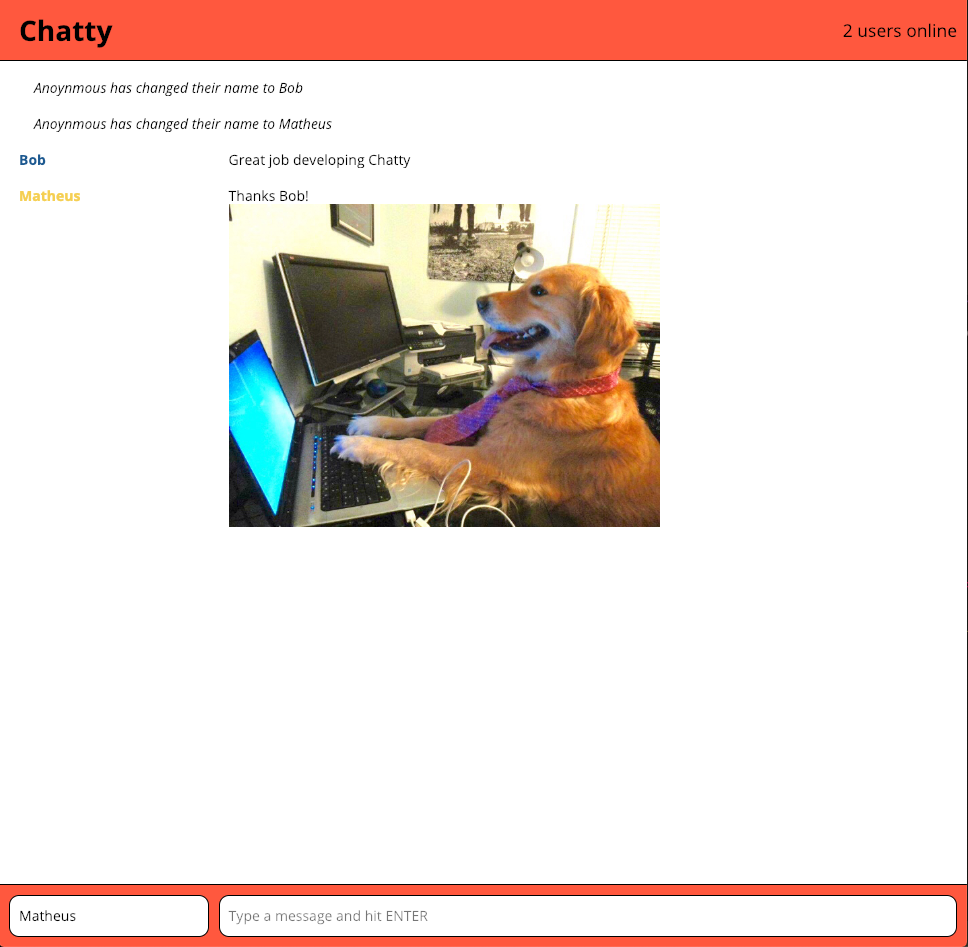 Chatty
2 users online
Anoynmous has changed their name to Bob
Anoynmous has changed their name to Matheus
Bob
Great job developing Chatty
Matheus
Thanks Bob!
Matheus
Type a message and hit ENTER